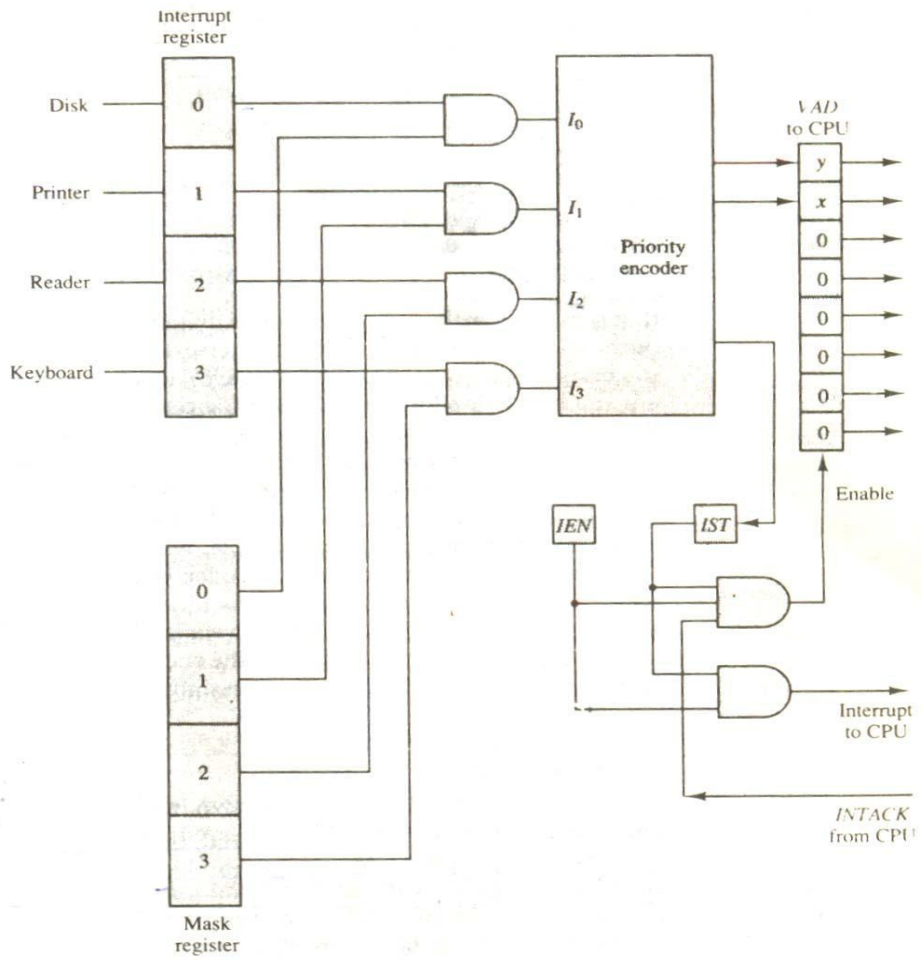 Interrupt
register
Disk
0
Printer
1
Reader
2
Keyboard
3
I0
I1
I2
I3
Priority
encoder
VAD
to CPU
y
x
0
0
0
0
0
0
Enable
IEN
IST
0
1
2
3
Mask
register
Interrupt
to CPU
INTACK
from CPU